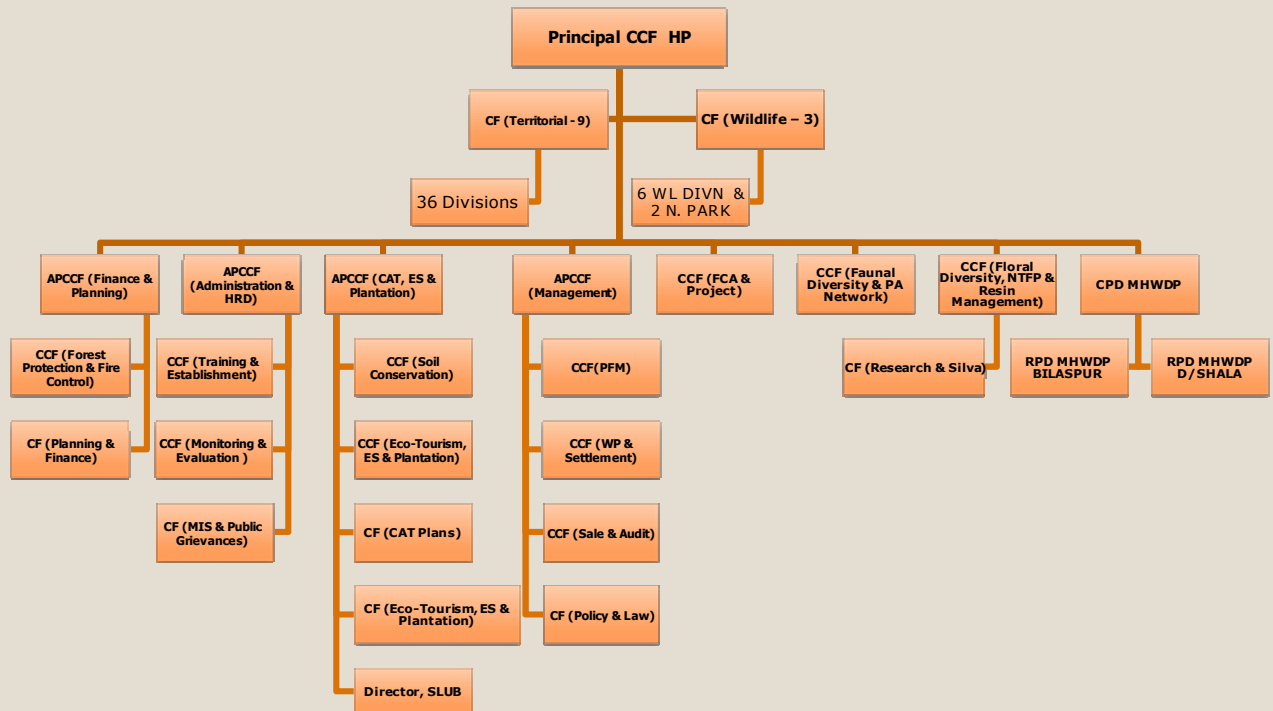 Principal CCF HP
CF (Territorial - 9)
CF (Wildlife – 3)
36 Divisions
6 WL DIVN &
2 N. PARK
APCCF (Finance &
Planning)
APCCF
(Administration &
HRD)
APCCF (CAT, ES &
Plantation)
APCCF
(Management)
CCF (FCA &
Project)
CCF (Faunal
Diversity & PA
Network)
CCF (Floral
Diversity, NTFP &
Resin
Management)
CPD MHWDP
CCF (Forest
Protection & Fire
Control)
CCF (Training &
Establishment)
CCF (Soil
Conservation)
CCF(PFM)
CF (Research & Silva)
RPD MHWDP
BILASPUR
RPD MHWDP
D/SHALA
CF (Planning &
Finance)
CCF (Monitoring &
Evaluation )
CCF (Eco-Tourism,
ES & Plantation)
CCF (WP &
Settlement)
CF (MIS & Public
Grievances)
CF (CAT Plans)
CCF (Sale & Audit)
CF (Eco-Tourism, ES &
Plantation)
CF (Policy & Law)
Director, SLUB